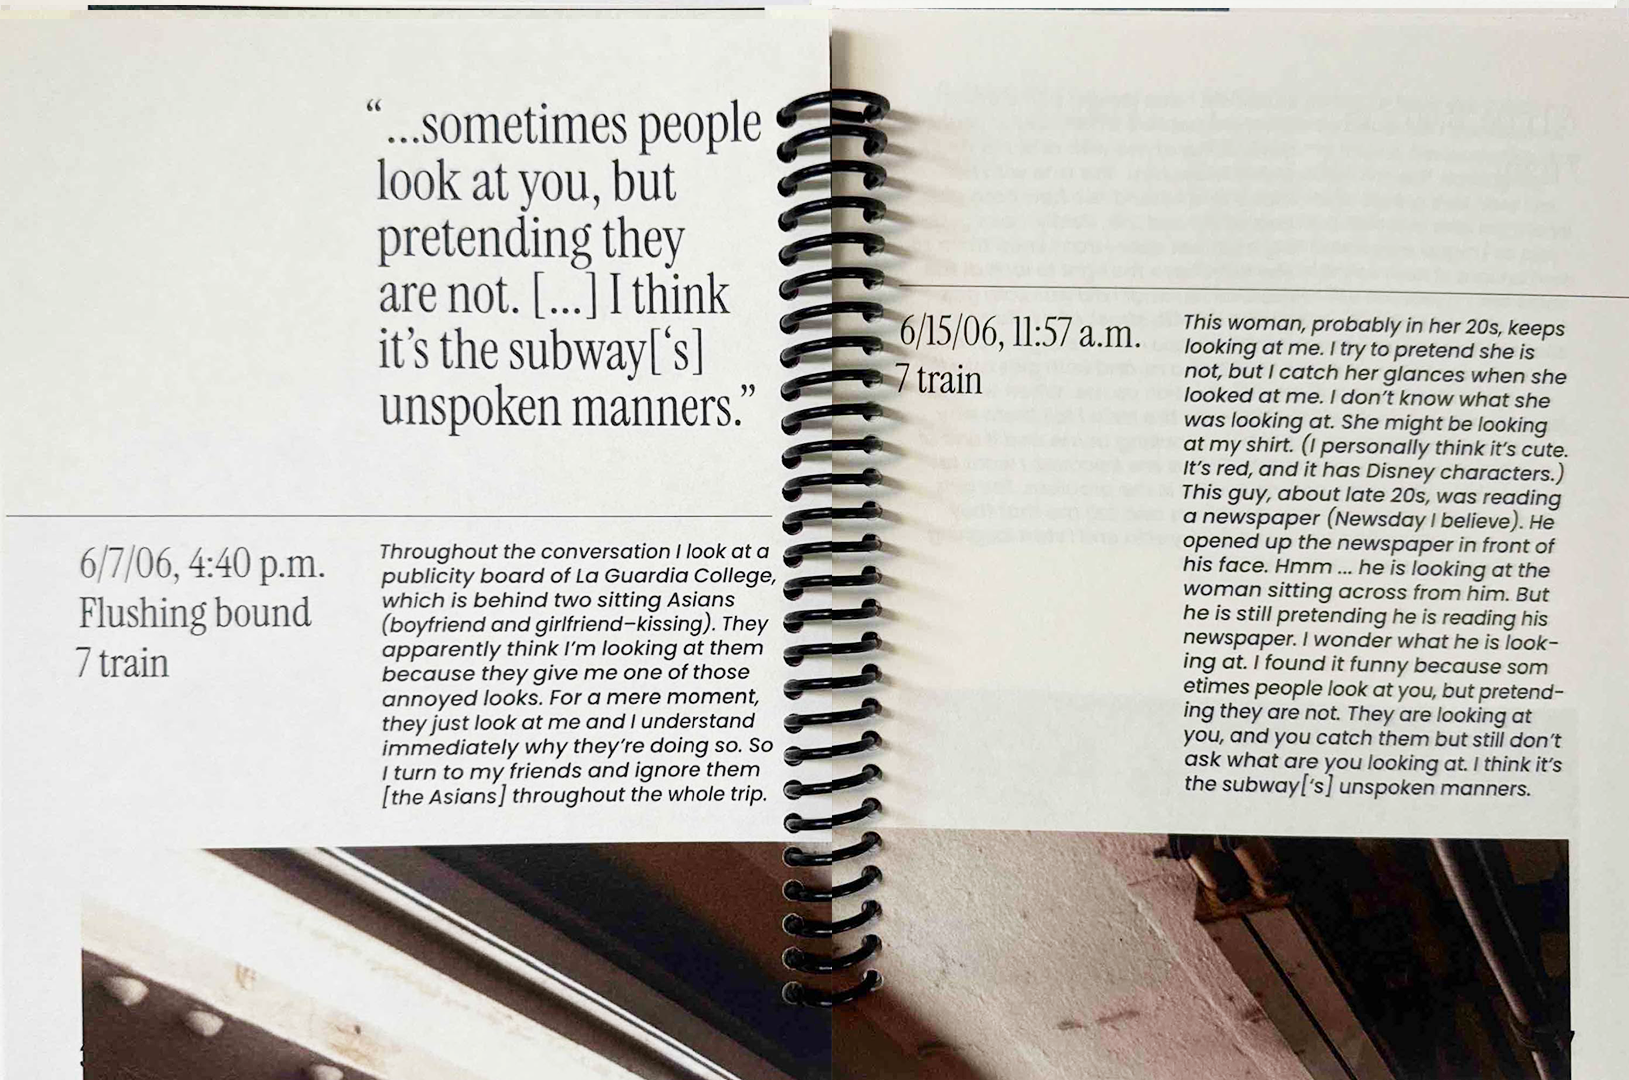 “...sometimes people
look at you, but
pretending they
are not. [...] I think
it’s the subway[‘s]
unspoken manners.”
6/7/06, 4:40 p.m.
Flushing bound
7 train
Throughout the conversation I look at a
publicity board of La Guardia College,
which is behind two sitting Asians
(boyfriend and girlfriend–kissing). They
apparently think I’m looking at them
because they give me one of those
annoyed looks. For a mere moment,
they just look at me and I understand
immediately why they’re doing so. So
I turn to my friends and ignore them
[the Asians] throughout the whole trip.
6/15/06, 11:57 a.m.
7 train
This woman, probably in her 20s, keeps
looking at me. I try to pretend she is
not, but I catch her glances when she
looked at me. I don’t know what she
was looking at. She might be looking
at my shirt. (I personally think it’s cute.
It’s red, and it has Disney characters.)
This guy, about late 20s, was reading
a newspaper (Newsday I believe). He
opened up the newspaper in front of
his face. Hmm ... he is looking at the
woman sitting across from him. But
he is still pretending he is reading his
newspaper. I wonder what he is look-
ing at. I found it funny because som
etimes people look at you, but pretend-
ing they are not. They are looking at
you, and you catch them but still don’t
ask what are you looking at. I think it’s
the subway[‘s] unspoken manners.